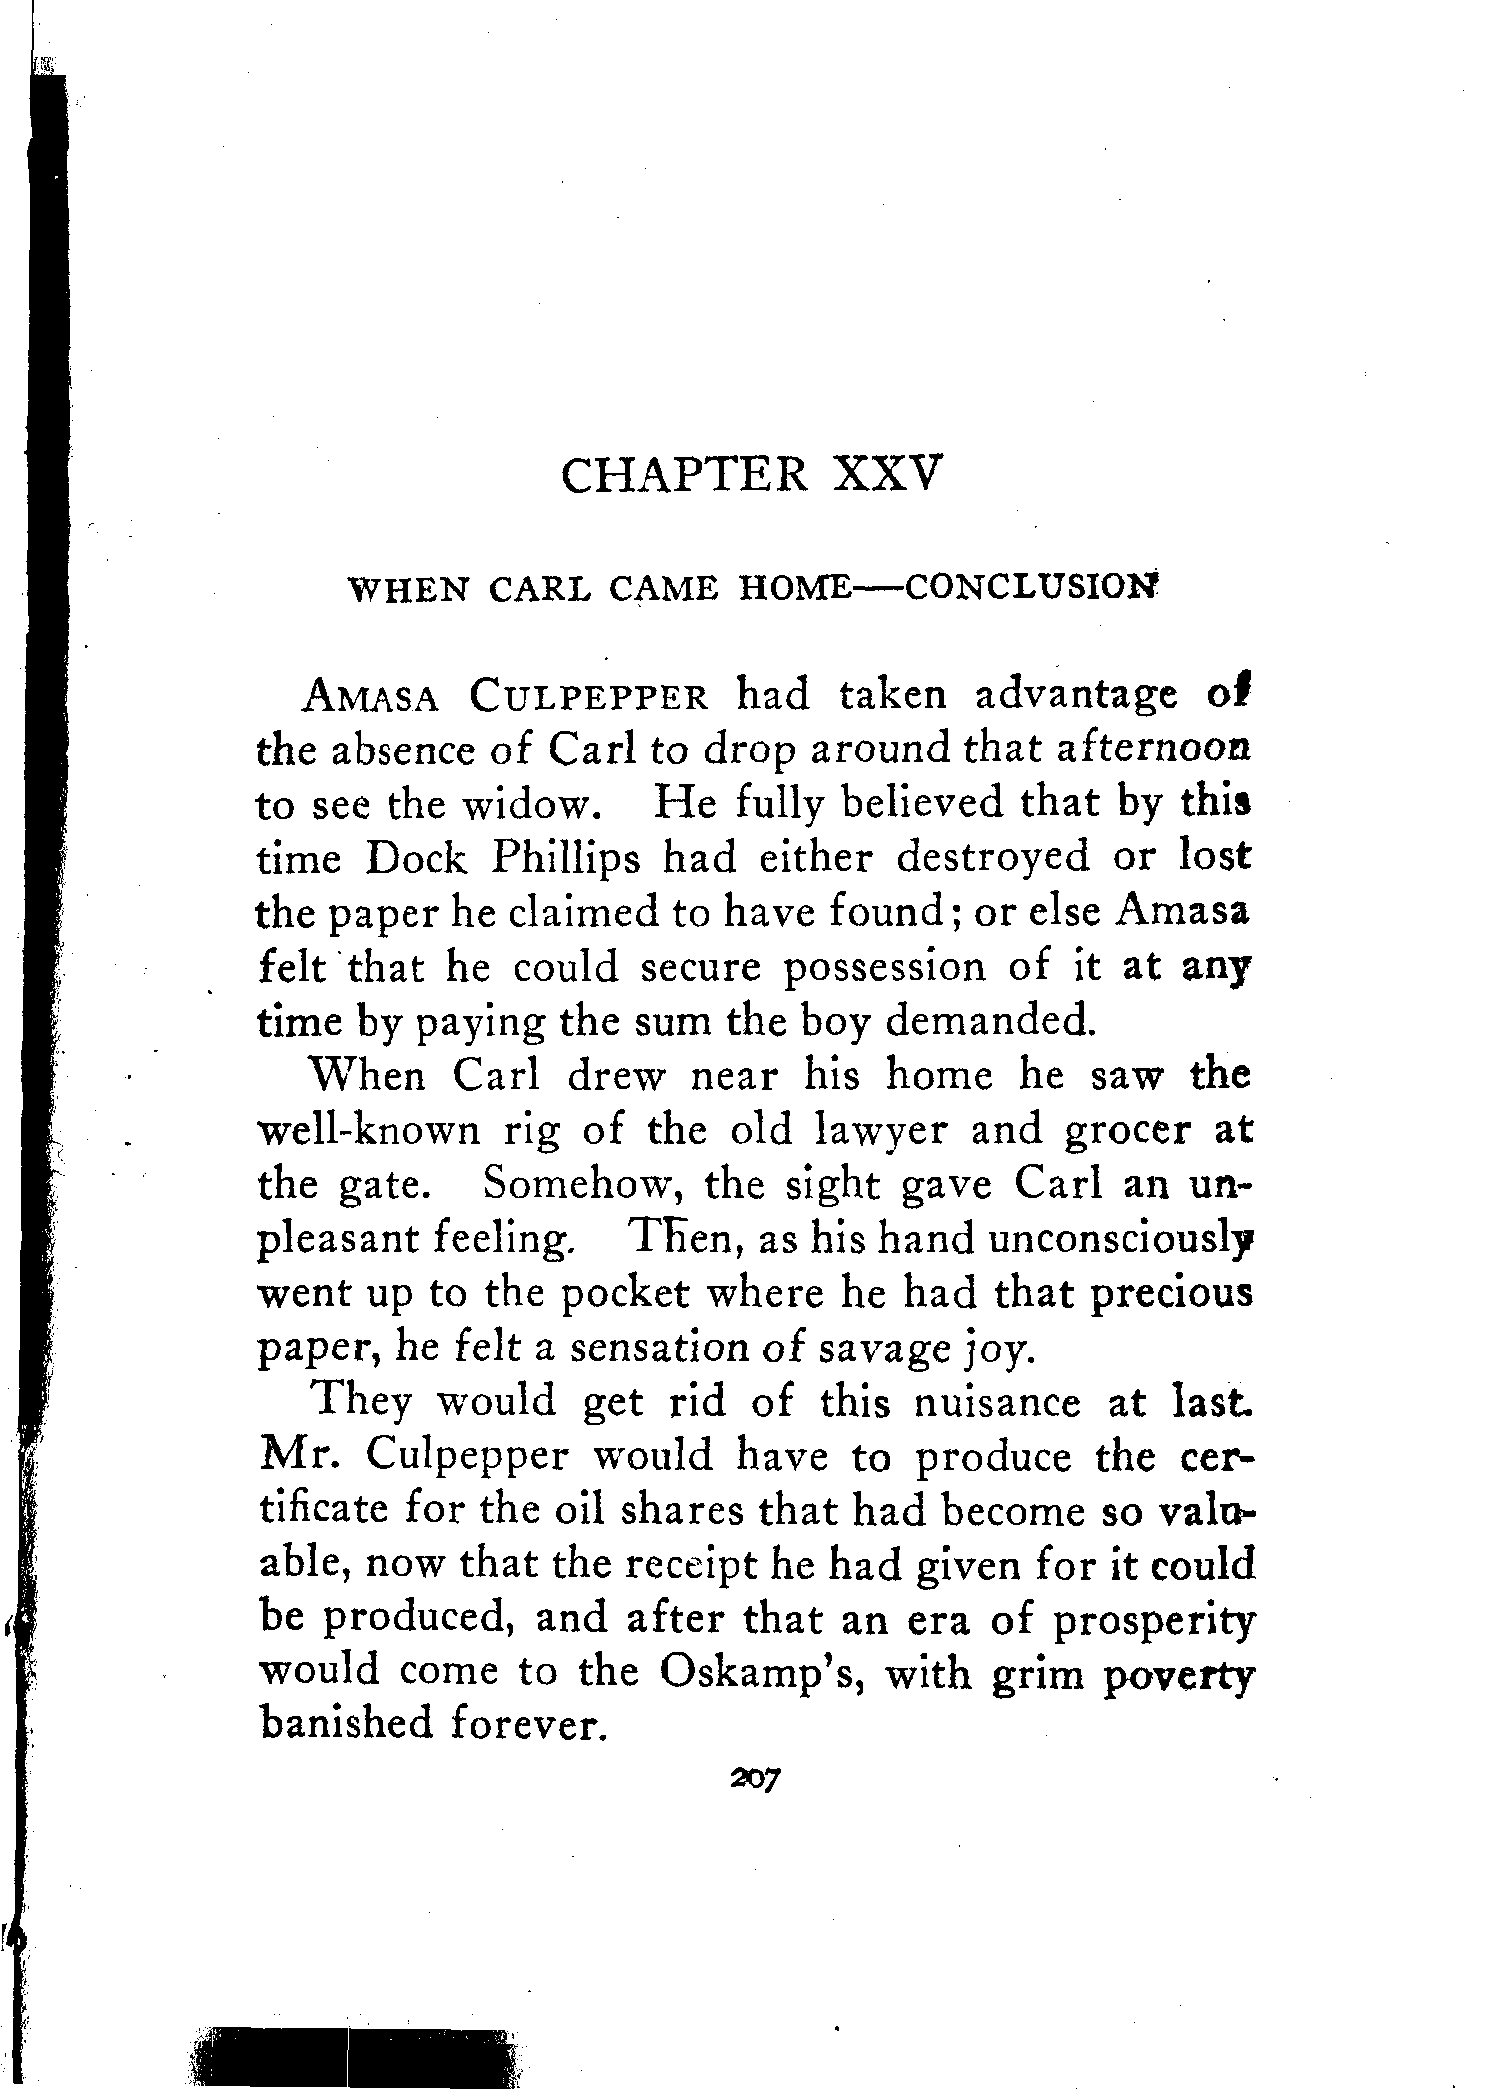 CHAPTER XXV
WHEN CARL CAME HOME—CONCLUSION
AMASA CULPEPPER had taken advantage of
the absence of Carl to drop around that afternoon
to see the widow. He fully believed that by this
time Dock Phillips had either destroyed or lost
the paper he claimed to have found; or else Amasa
felt that he could secure possession of it at any
time by paying the sum the boy demanded.
When Carl drew near his home he saw the
well-known rig of the old lawyer and grocer at
the gate. Somehow, the sight gave Carl an un-
pleasant feeling. Then, as his hand unconsciously
went up to the pocket where he had that precious
paper, he felt a sensation of savage joy.
They would get rid of this nuisance at last.
Mr. Culpepper would have to produce the cer-
tificate for the oil shares that had become so valu-
able, now that the receipt he had given for it could
be produced, and after that an era of prosperity
would come to the Oskamp's, with grim poverty
banished forever.
207